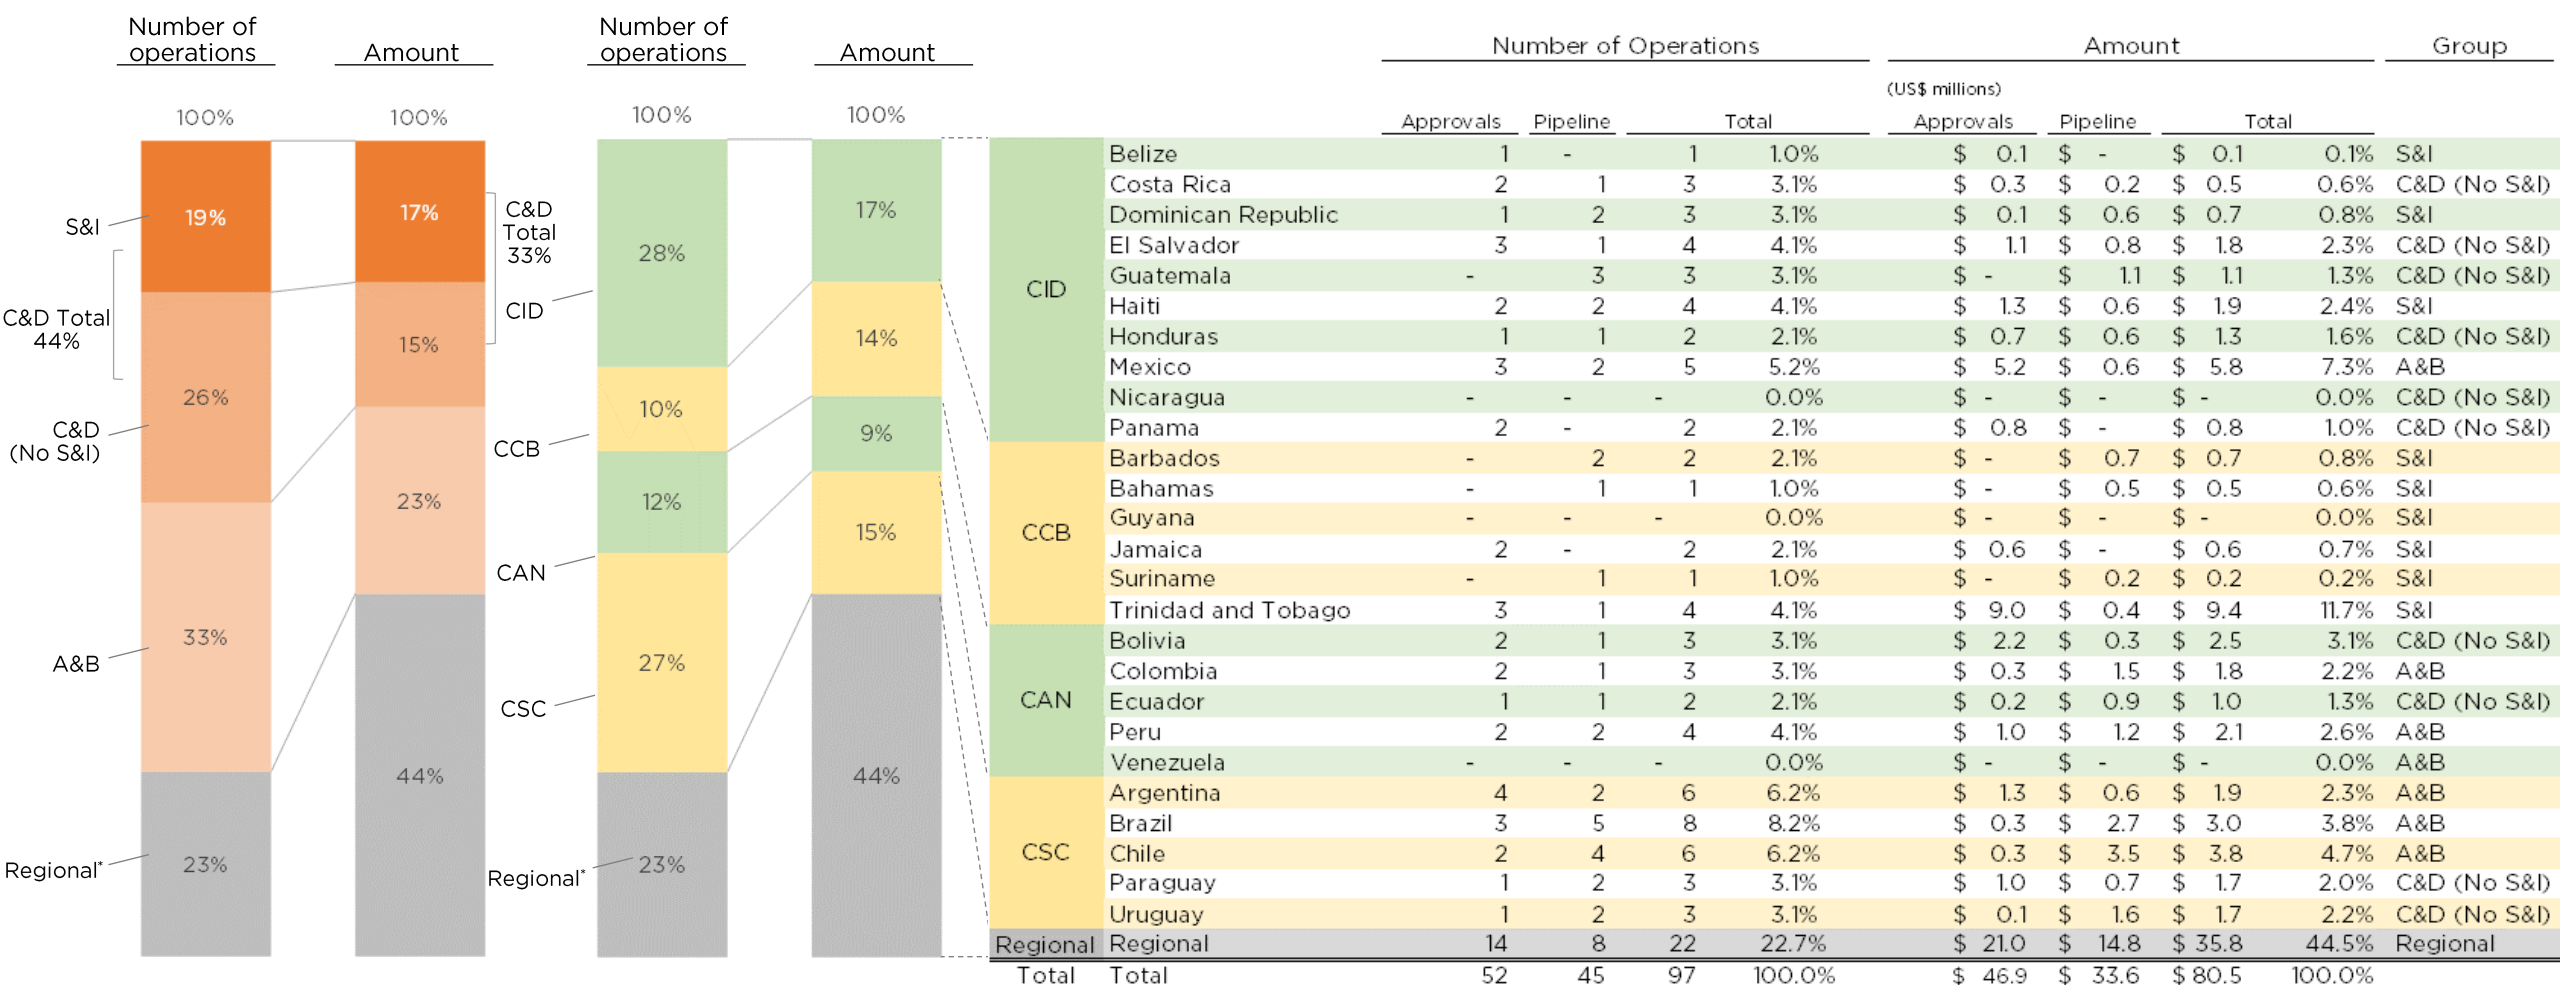 Number of
operations
Amount
100%
100%
S&I
19%
17%
C&D
Total
33%
C&D Total
44%
26%
15%
C&D
(No S&I)
23%
A&B
33%
44%
Regional*
23%
Number of
operations
Amount
100%
100%
CID
28%
17%
CCB
10%
14%
CAN
12%
9%
CSC
27%
15%
Regional*
23%
44%
Number of Operations Amount Group
(US$ millions)
Approvals Pipeline Total Approvals Pipeline Total
CID
Belize 1 - 1 1.0% $ 0.1 $ - $ 0.1 0.1% S&I
Costa Rica 2 1 3 3.1% $ 0.3 $ 0.2 $ 0.5 0.6% C&D (No S&I)
Dominican Republic 1 2 3 3.1% $ 0.1 $ 0.6 $ 0.7 0.8% S&I
El Salvador 3 1 4 4.1% $ 1.1 $ 0.8 $ 1.8 2.3% C&D (No S&I)
Guatemala - 3 3 3.1% $ - $ 1.1 $ 1.1 1.3% C&D (No S&I)
Haiti 2 2 4 4.1% $ 1.3 $ 0.6 $ 1.9 2.4% S&I
Honduras 1 1 2 2.1% $ 0.7 $ 0.6 $ 1.3 1.6% C&D (No S&I)
Mexico 3 2 5 5.2% $ 5.2 $ 0.6 $ 5.8 7.3% A&B
Nicaragua - - - 0.0% $ - $ - $ - 0.0% C&D (No S&I)
Panama 2 - 2 2.1% $ 0.8 $ - $ 0.8 1.0% C&D (No S&I)
CCB
Barbados - 2 2 2.1% $ - $ 0.7 $ 0.7 0.8% S&I
Bahamas - 1 1 1.0% $ - $ 0.5 $ 0.5 0.6% S&I
Guyana - - - 0.0% $ - $ - $ - 0.0% S&I
Jamaica 2 - 2 2.1% $ 0.6 $ - $ 0.6 0.7% S&I
Suriname - 1 1 1.0% $ - $ 0.2 $ 0.2 0.2% S&I
Trinidad and Tobago 3 1 4 4.1% $ 9.0 $ 0.4 $ 9.4 11.7% S&I
CAN
Bolivia 2 1 3 3.1% $ 2.2 $ 0.3 $ 2.5 3.1% C&D (No S&I)
Colombia 2 1 3 3.1% $ 0.3 $ 1.5 $ 1.8 2.2% A&B
Ecuador 1 1 2 2.1% $ 0.2 $ 0.9 $ 1.0 1.3% C&D (No S&I)
Peru 2 2 4 4.1% $ 1.0 $ 1.2 $ 2.1 2.6% A&B
Venezuela - - - 0.0% $ - $ - $ - 0.0% A&B
CSC
Argentina 4 2 6 6.2% $ 1.3 $ 0.6 $ 1.9 2.3% A&B
Brazil 3 5 8 8.2% $ 0.3 $ 2.7 $ 3.0 3.8% A&B
Chile 2 4 6 6.2% $ 0.3 $ 3.5 $ 3.8 4.7% A&B
Paraguay 1 2 3 3.1% $ 1.0 $ 0.7 $ 1.7 2.0% C&D (No S&I)
Uruguay 1 2 3 3.1% $ 0.1 $ 1.6 $ 1.7 2.2% C&D (No S&I)
Regional Regional 14 8 22 22.7% $ 21.0 $ 14.8 $ 35.8 44.5% Regional
Total Total 52 45 97 100.0% $ 46.9 $ 33.6 $ 80.5 100.0%